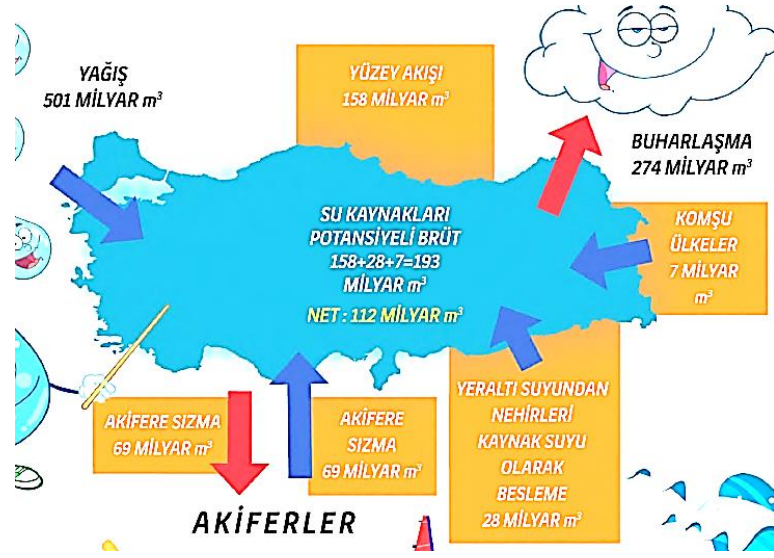 YAĞIŞ
501 MİLYAR m³
YÜZEY AKIŞI
158 MİLYAR m³
BUHARLAŞMA
274 MİLYAR m³
SU KAYNAKLARI
POTANSİYELİ BRÜT
158+28+7=193
MİLYAR m³
NET : 112 MİLYAR m³
KOMŞU
ÜLKELER
7 MİLYAR
m³
AKİFERE SIZMA
69 MİLYAR m³
AKİFERE
SIZMA
69 MİLYAR m³
YERALTI SUYUNDAN
NEHİRLERİ
KAYNAK SUYU
OLARAK
BESLEME
28 MİLYAR m³
AKİFERLER